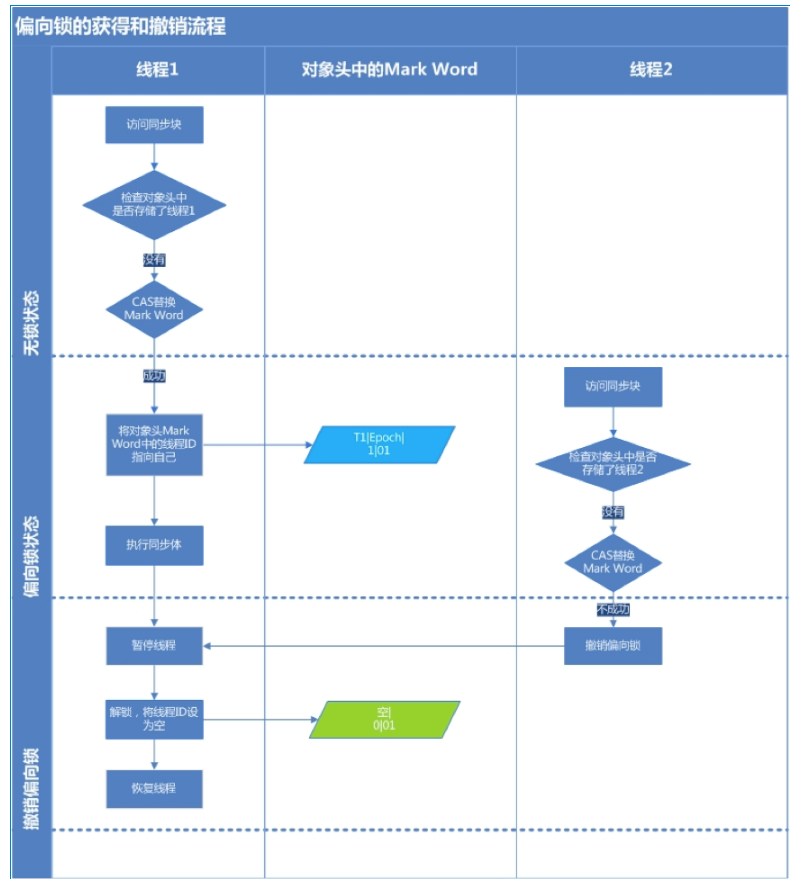 偏向锁的获得和撤销流程
线程1
对象头中的Mark Word
线程2
无锁状态
访问同步块
检查对象头中
是否存储了线程1
没有
CAS替换
Mark Word
偏向锁状态
成功
将对象头Mark
Word中的线程ID
指向自己
T1|Epoch|
1|01
执行同步体
访问同步块
检查对象头中是否
存储了线程2
没有
CAS替换
Mark Word
不成功
撤销偏向锁
撤销偏向锁
暂停线程
解锁，将线程ID设
为空
空|
0|01
恢复线程